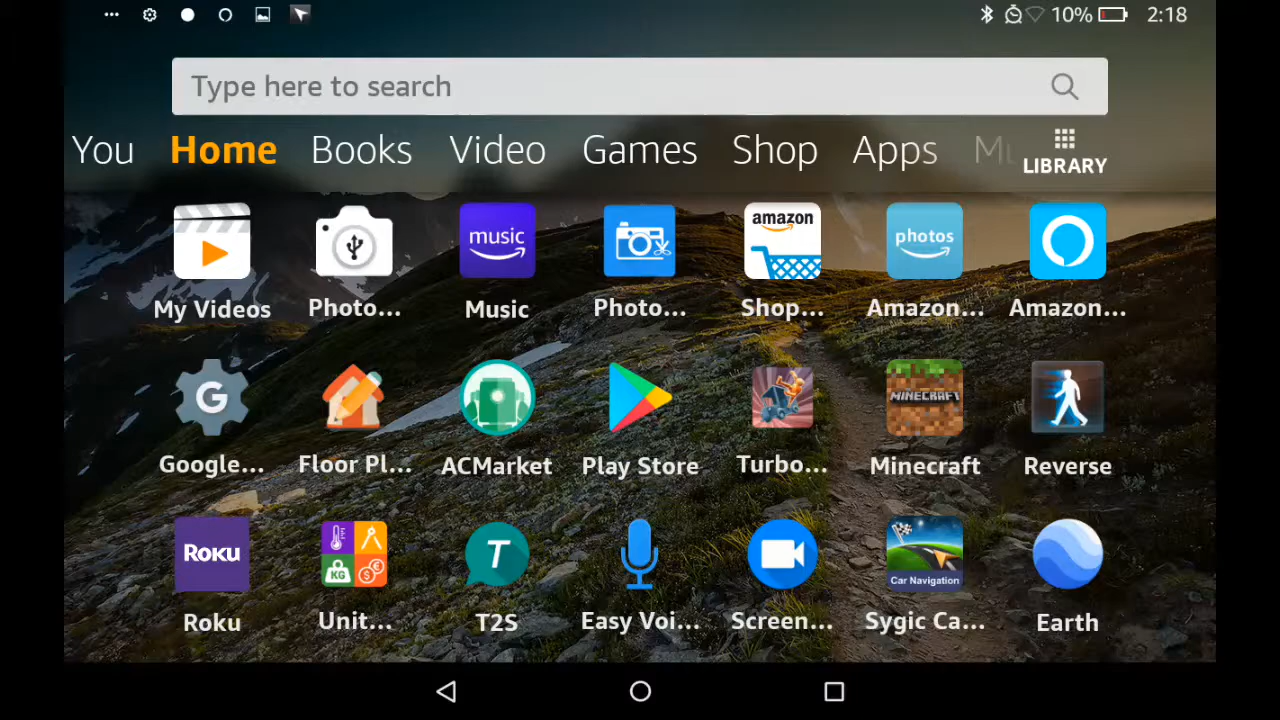 10% 2:18
Type here to search
You Home Books Video Games Shop Apps Mu LIBRARY
music amazon photos
My Videos Photo... Music Photo... Shop... Amazon... Amazon...
G MINECRAFT
Google... Floor Pl... ACMarket Play Store Turbo... Minecraft Reverse
ROKU KG T Car Navigation
Roku Unit... T2S Easy Voi... Screen... Sygic Ca... Earth